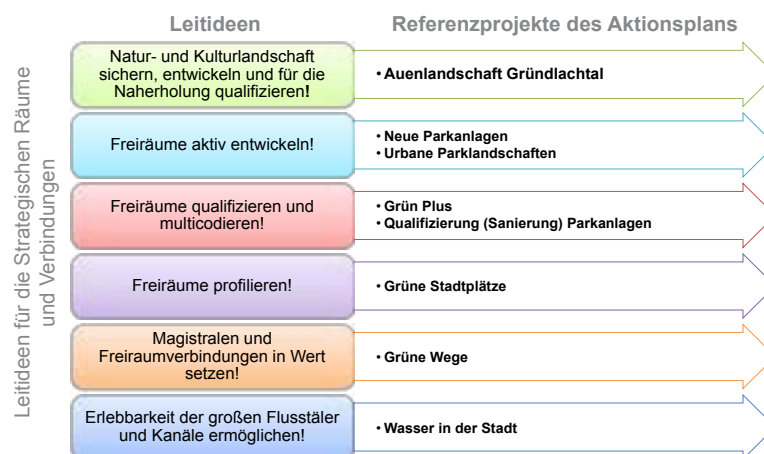 Leitideen
Referenzprojekte des Aktionsplans
Leitideen für die Strategischen Räume
und Verbindungen
Natur- und Kulturlandschaft
sichern, entwickeln und für die
Naherholung qualifizieren!
• Auenlandschaft Gründlachtal
Freiräume aktiv entwickeln!
• Neue Parkanlagen
• Urbane Parklandschaften
Freiräume qualifizieren und
multicodieren!
• Grün Plus
• Qualifizierung (Sanierung) Parkanlagen
Freiräume profilieren!
• Grüne Stadtplätze
Magistralen und
Freiraumverbindungen in Wert
setzen!
• Grüne Wege
Erlebbarkeit der großen Flusstäler
und Kanäle ermöglichen!
• Wasser in der Stadt